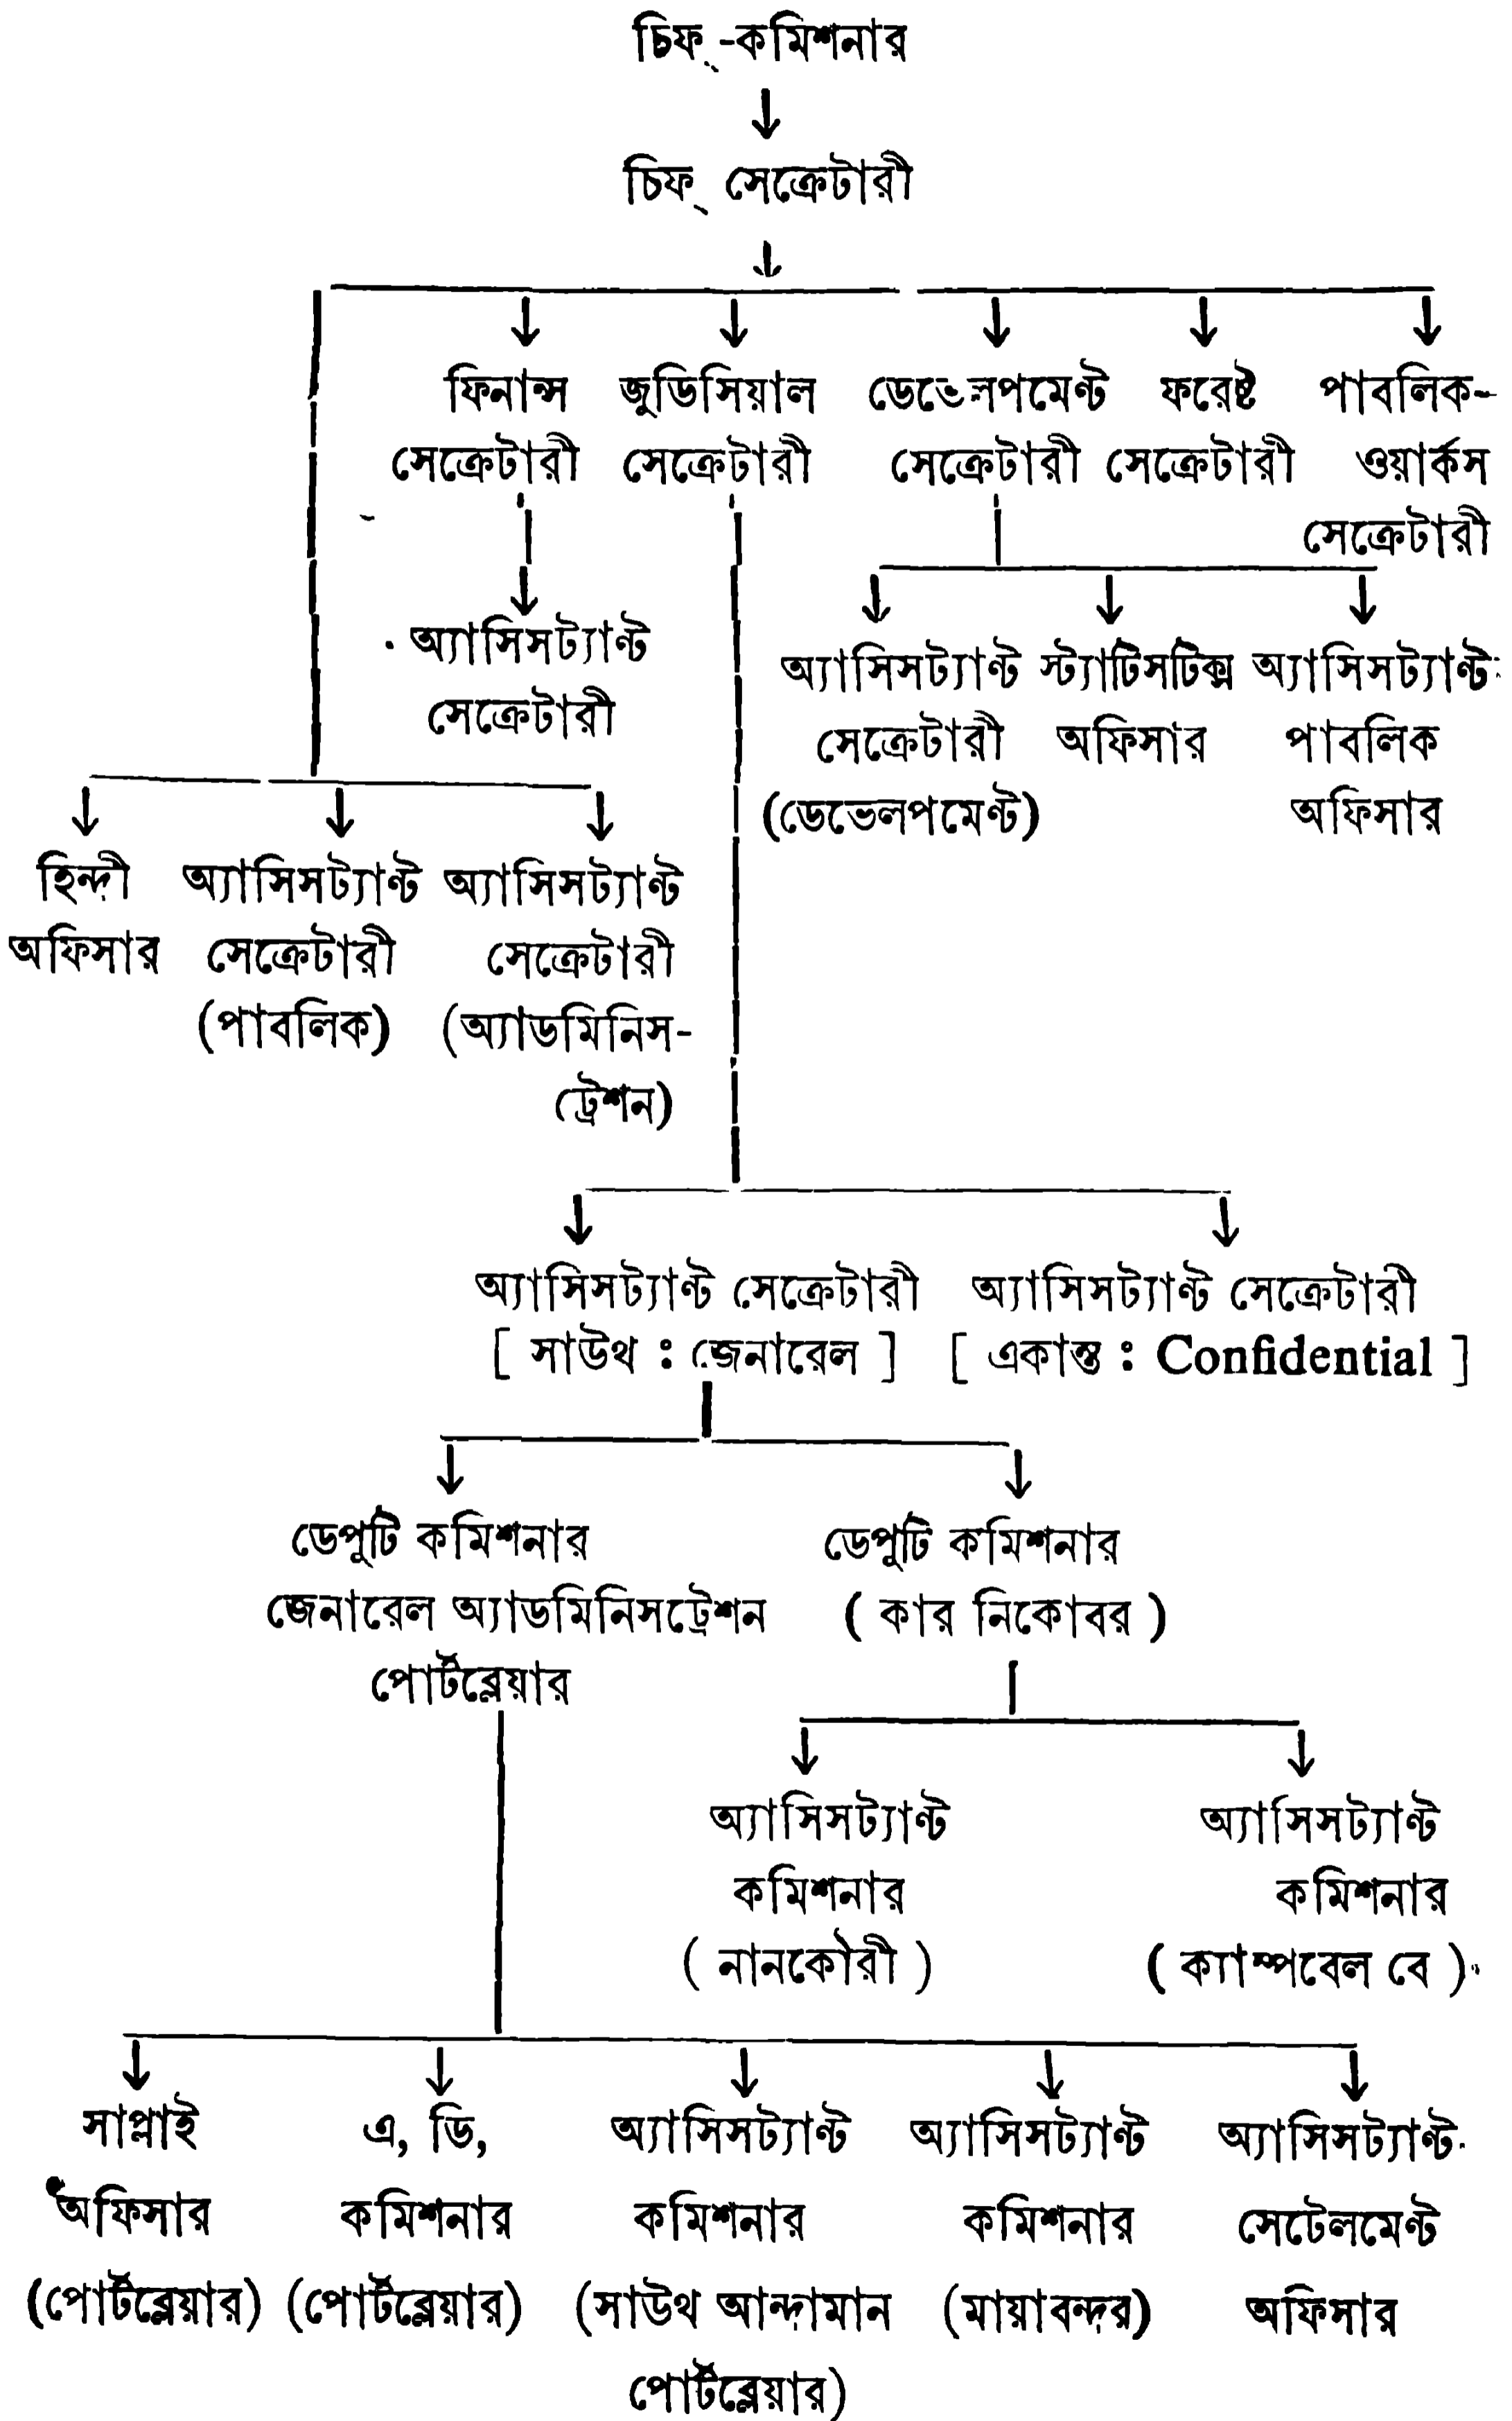 চিফ্-কমিশনার
চিফ্ সেক্রেটারী
ফিনান্স জুডিসিয়াল ডেভেলপমেণ্ট ফরেষ্ট পাবলিক-
সেক্রেটারী সেক্রেটারী সেক্রেটারী সেক্রেটারী ওয়ার্কস
সেক্রেটারী
অ্যাসিসট্যাণ্ট
সেক্রেটারী
অ্যাসিসট্যাণ্ট স্ট্যাটিসটিক্স অ্যাসিসট্যাণ্ট
সেক্রেটারী অফিসার পাবলিক
(ডেভেলপমেণ্ট) অফিসার
হিন্দী অ্যাসিসট্যাণ্ট অ্যাসিসট্যাণ্ট
অফিসার সেক্রেটারী সেক্রেটারী
(পাবলিক) (অ্যাডমিনিস-
ট্রেশন)
অ্যাসিসট্যাণ্ট সেক্রেটারী অ্যাসিসট্যাণ্ট সেক্রেটারী
[ সাউথ : জেনারেল ] [ একান্ত : Confidential ]
ডেপুটি কমিশনার ডেপুটি কমিশনার
জেনারেল অ্যাডমিনিসট্রেশন ( কার নিকোবর )
পোর্টব্লেয়ার
অ্যাসিসট্যাণ্ট অ্যাসিসট্যাণ্ট
কমিশনার কমিশনার
( নানকৌরী ) ( ক্যাম্পবেল বে )
সাপ্লাই এ, ডি, অ্যাসিসট্যাণ্ট অ্যাসিসট্যাণ্ট অ্যাসিসট্যাণ্ট
অফিসার কমিশনার কমিশনার কমিশনার সেটেলমেণ্ট
(পোর্টব্লেয়ার) (পোর্টব্লেয়ার) (সাউথ আন্দামান (মায়াবন্দর) অফিসার
পোর্টব্লেয়ার)